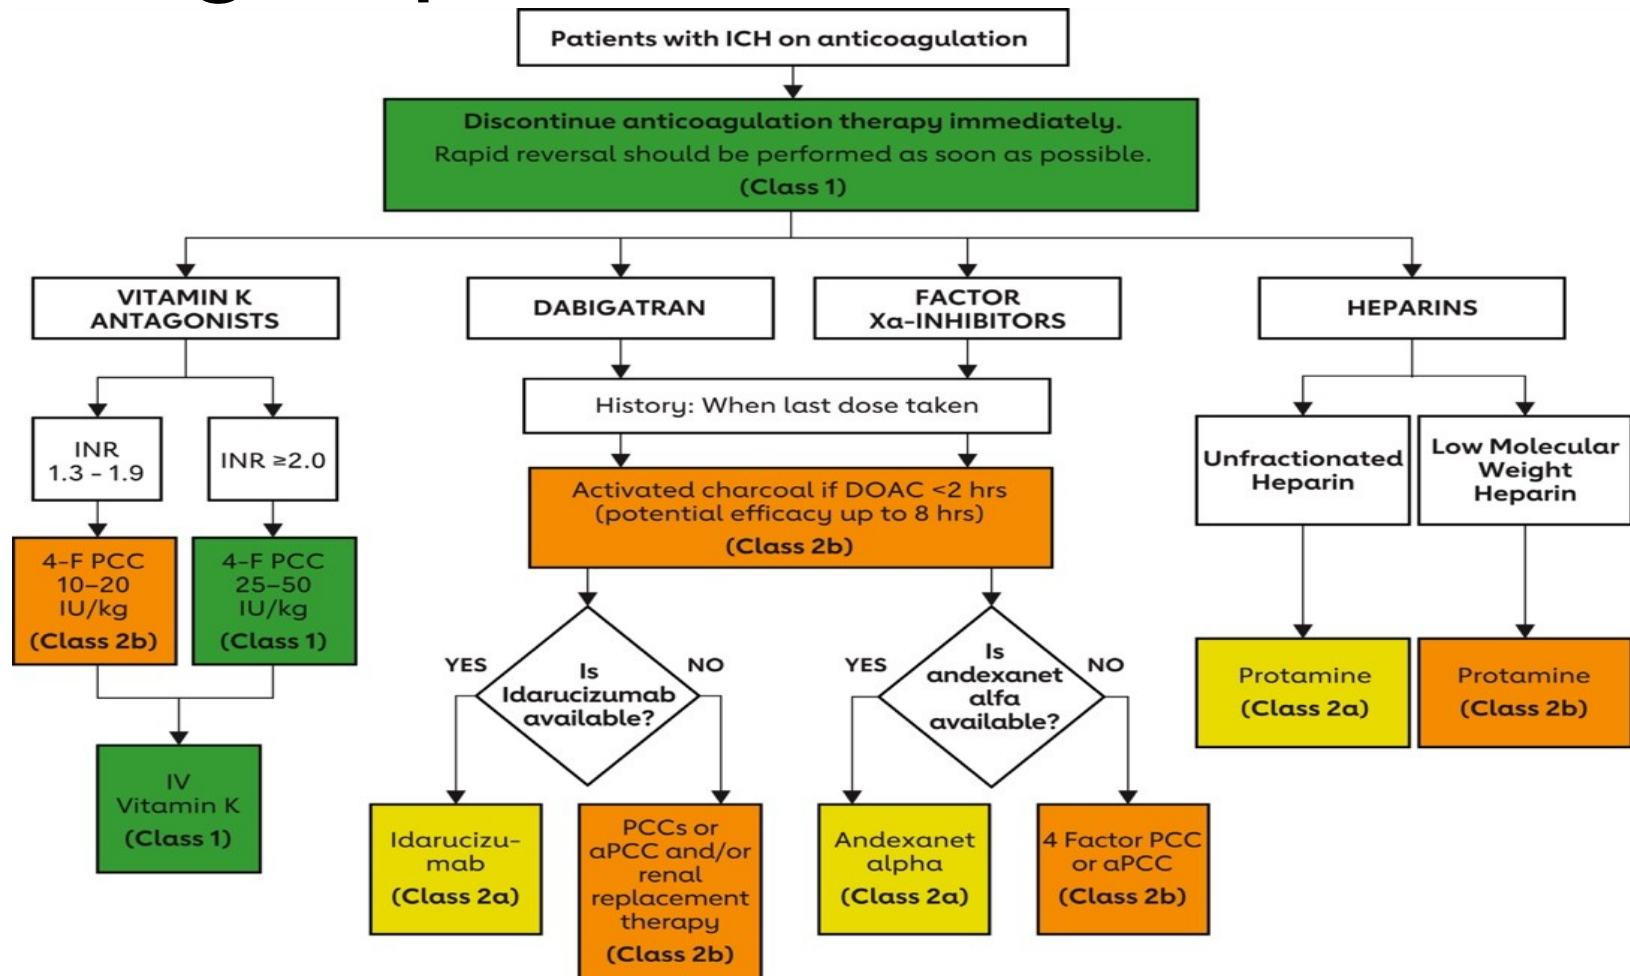 Patients with ICH on anticoagulation
Discontinue anticoagulation therapy immediately.
Rapid reversal should be performed as soon as possible.
(Class 1)
VITAMIN K
ANTAGONISTS
DABIGATRAN
FACTOR
Xa-INHIBITORS
HEPARINS
INR
1.3 - 1.9
INR ≥2.0
History: When last dose taken
Unfractionated
Heparin
Low Molecular
Weight
Heparin
4-F PCC
10–20
IU/kg
(Class 2b)
4-F PCC
25–50
IU/kg
(Class 1)
Activated charcoal if DOAC <2 hrs
(potential efficacy up to 8 hrs)
(Class 2b)
IV
Vitamin K
(Class 1)
YES
Is
Idarucizumab
available?
NO
YES
Is
andexanet
alfa
available?
NO
Protamine
(Class 2a)
Protamine
(Class 2b)
Idarucizu-
mab
(Class 2a)
PCCs or
aPCC and/or
renal
replacement
therapy
(Class 2b)
Andexanet
alpha
(Class 2a)
4 Factor PCC
or aPCC
(Class 2b)